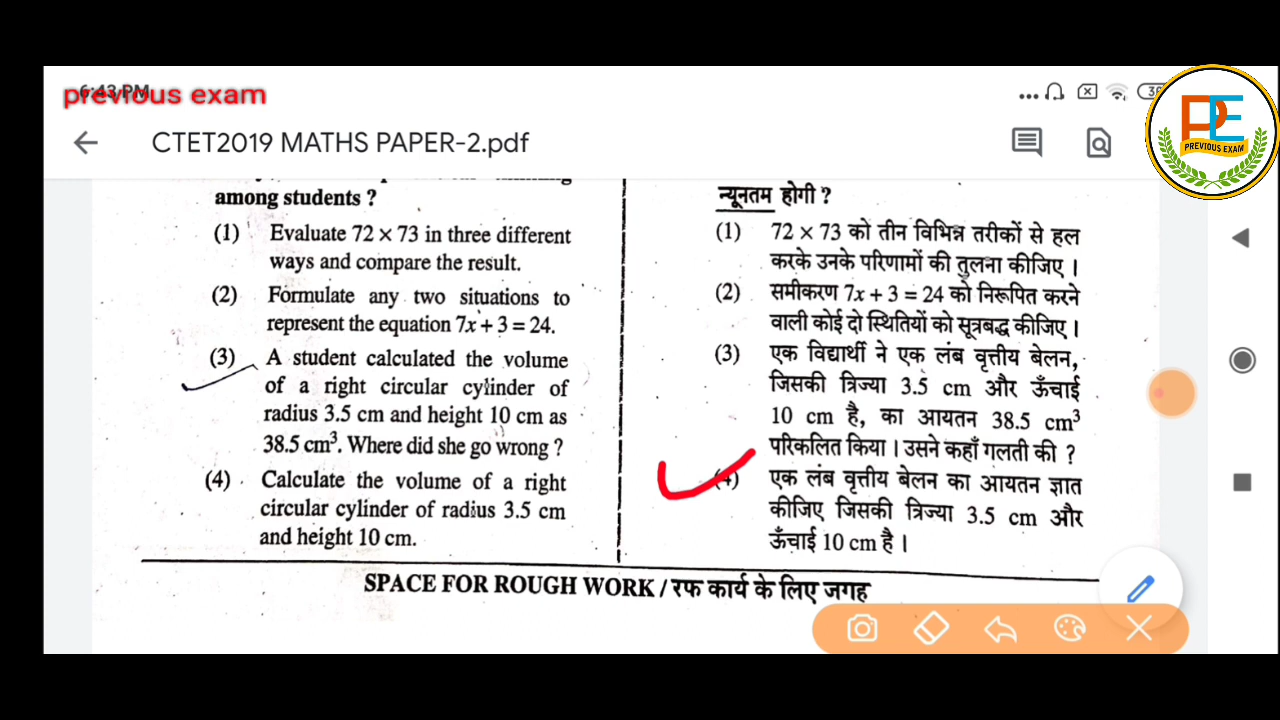 previous exam
6:43 PM
PE
PREVIOUS EXAM
CTET2019 MATHS PAPER-2.pdf
among students ?
(1) Evaluate 72 × 73 in three different
ways and compare the result.
(2) Formulate any two situations to
represent the equation 7x + 3 = 24.
(3) A student calculated the volume
of a right circular cylinder of
radius 3.5 cm and height 10 cm as
38.5 cm³. Where did she go wrong ?
(4) Calculate the volume of a right
circular cylinder of radius 3.5 cm
and height 10 cm.
न्यूनतम होगी ?
(1) 72 × 73 को तीन विभिन्न तरीकों से हल
करके उनके परिणामों की तुलना कीजिए ।
(2) समीकरण 7x + 3 = 24 को निरूपित करने
वाली कोई दो स्थितियों को सूत्रबद्ध कीजिए ।
(3) एक विद्यार्थी ने एक लंब वृत्तीय बेलन,
जिसकी त्रिज्या 3.5 cm और ऊँचाई
10 cm है, का आयतन 38.5 cm³
परिकलित किया । उसने कहाँ गलती की ?
(4) एक लंब वृत्तीय बेलन का आयतन ज्ञात
कीजिए जिसकी त्रिज्या 3.5 cm और
ऊँचाई 10 cm है ।
SPACE FOR ROUGH WORK / रफ कार्य के लिए जगह